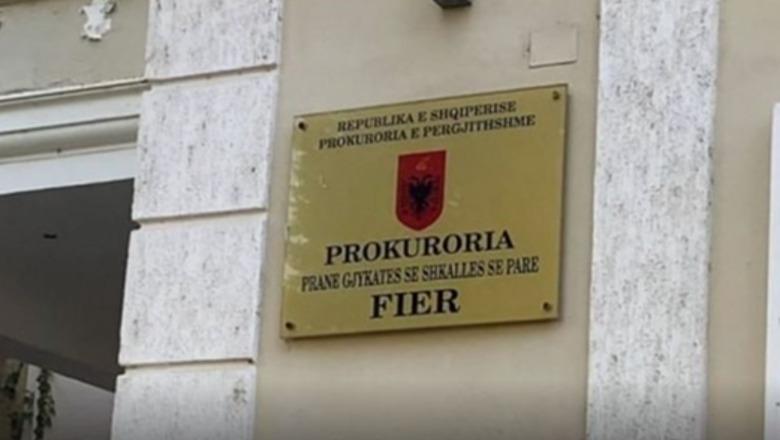 REPUBLIKA E SHQIPERISE
PROKURORIA E PERGJITHSHME
PROKURORIA
PRANE GJYKATES SE SHKALLES SE PARE
FIER